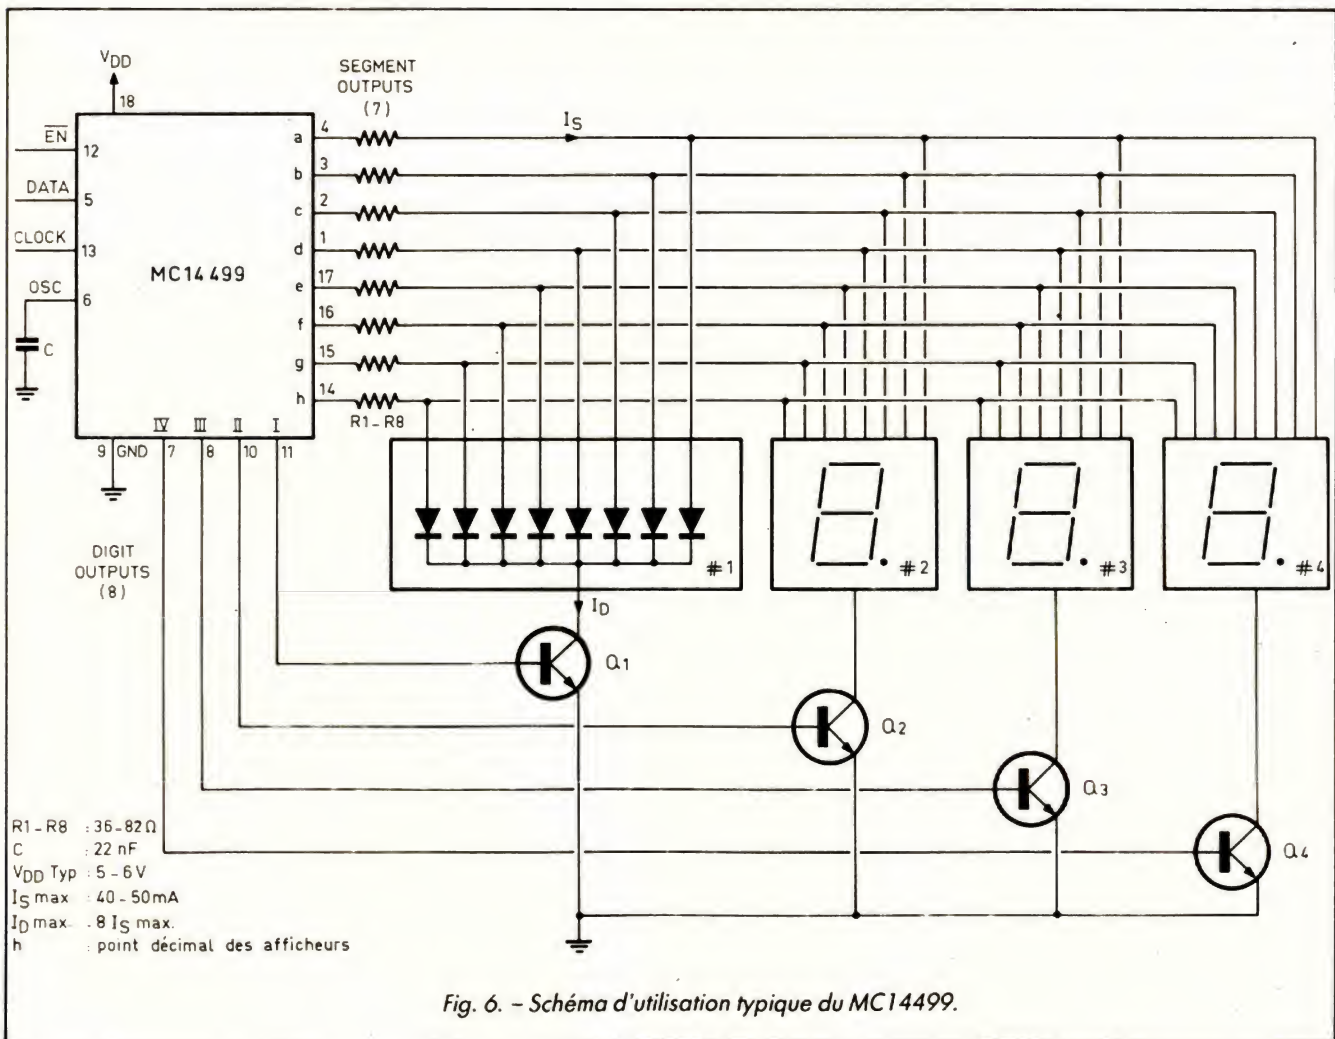 VDD
18
SEGMENT
OUTPUTS
(7)
EN
12
DATA
5
CLOCK
13
OSC
6
C
MC14499
a 4
IS
b 3
c 2
d 1
e 17
f 16
g 15
h 14
R1-R8
IV III II I
9 GND 7 8 10 11
DIGIT
OUTPUTS
(8)
#1
#2
#3
#4
ID
Q1
Q2
Q3
Q4
R1-R8 : 36-82Ω
C : 22 nF
VDD Typ : 5-6V
IS max : 40-50mA
ID max . 8 IS max.
h : point décimal des afficheurs
Fig. 6. – Schéma d'utilisation typique du MC14499.